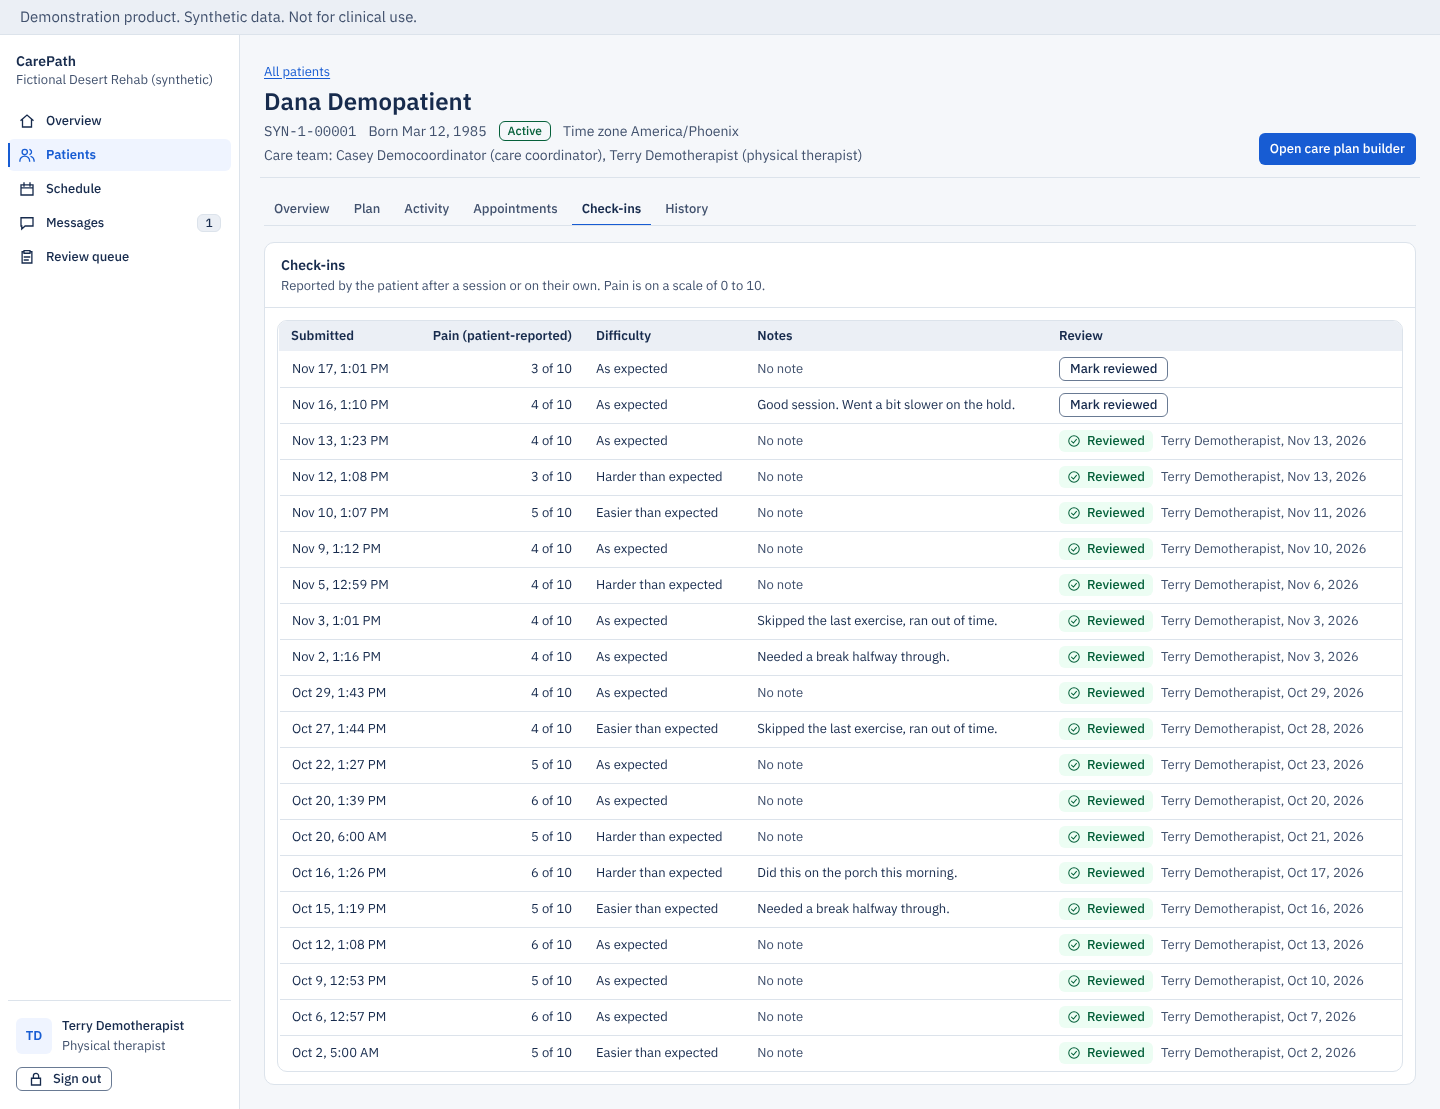 Demonstration product. Synthetic data. Not for clinical use.
CarePath
Fictional Desert Rehab (synthetic)
Overview
Patients
Schedule
Messages 1
Review queue
All patients
Dana Demopatient
SYN-1-00001 Born Mar 12, 1985 Active Time zone America/Phoenix
Care team: Casey Democoordinator (care coordinator), Terry Demotherapist (physical therapist)
Open care plan builder
Overview Plan Activity Appointments Check-ins History
Check-ins
Reported by the patient after a session or on their own. Pain is on a scale of 0 to 10.
Submitted Pain (patient-reported) Difficulty Notes Review
Nov 17, 1:01 PM 3 of 10 As expected No note Mark reviewed
Nov 16, 1:10 PM 4 of 10 As expected Good session. Went a bit slower on the hold. Mark reviewed
Nov 13, 1:23 PM 4 of 10 As expected No note Reviewed Terry Demotherapist, Nov 13, 2026
Nov 12, 1:08 PM 3 of 10 Harder than expected No note Reviewed Terry Demotherapist, Nov 13, 2026
Nov 10, 1:07 PM 5 of 10 Easier than expected No note Reviewed Terry Demotherapist, Nov 11, 2026
Nov 9, 1:12 PM 4 of 10 As expected No note Reviewed Terry Demotherapist, Nov 10, 2026
Nov 5, 12:59 PM 4 of 10 Harder than expected No note Reviewed Terry Demotherapist, Nov 6, 2026
Nov 3, 1:01 PM 4 of 10 As expected Skipped the last exercise, ran out of time. Reviewed Terry Demotherapist, Nov 3, 2026
Nov 2, 1:16 PM 4 of 10 As expected Needed a break halfway through. Reviewed Terry Demotherapist, Nov 3, 2026
Oct 29, 1:43 PM 4 of 10 As expected No note Reviewed Terry Demotherapist, Oct 29, 2026
Oct 27, 1:44 PM 4 of 10 Easier than expected Skipped the last exercise, ran out of time. Reviewed Terry Demotherapist, Oct 28, 2026
Oct 22, 1:27 PM 5 of 10 As expected No note Reviewed Terry Demotherapist, Oct 23, 2026
Oct 20, 1:39 PM 6 of 10 As expected No note Reviewed Terry Demotherapist, Oct 20, 2026
Oct 20, 6:00 AM 5 of 10 Harder than expected No note Reviewed Terry Demotherapist, Oct 21, 2026
Oct 16, 1:26 PM 6 of 10 Harder than expected Did this on the porch this morning. Reviewed Terry Demotherapist, Oct 17, 2026
Oct 15, 1:19 PM 5 of 10 Easier than expected Needed a break halfway through. Reviewed Terry Demotherapist, Oct 16, 2026
Oct 12, 1:08 PM 6 of 10 As expected No note Reviewed Terry Demotherapist, Oct 13, 2026
Oct 9, 12:53 PM 5 of 10 As expected No note Reviewed Terry Demotherapist, Oct 10, 2026
Oct 6, 12:57 PM 6 of 10 As expected No note Reviewed Terry Demotherapist, Oct 7, 2026
Oct 2, 5:00 AM 5 of 10 Easier than expected No note Reviewed Terry Demotherapist, Oct 2, 2026
TD
Terry Demotherapist
Physical therapist
Sign out